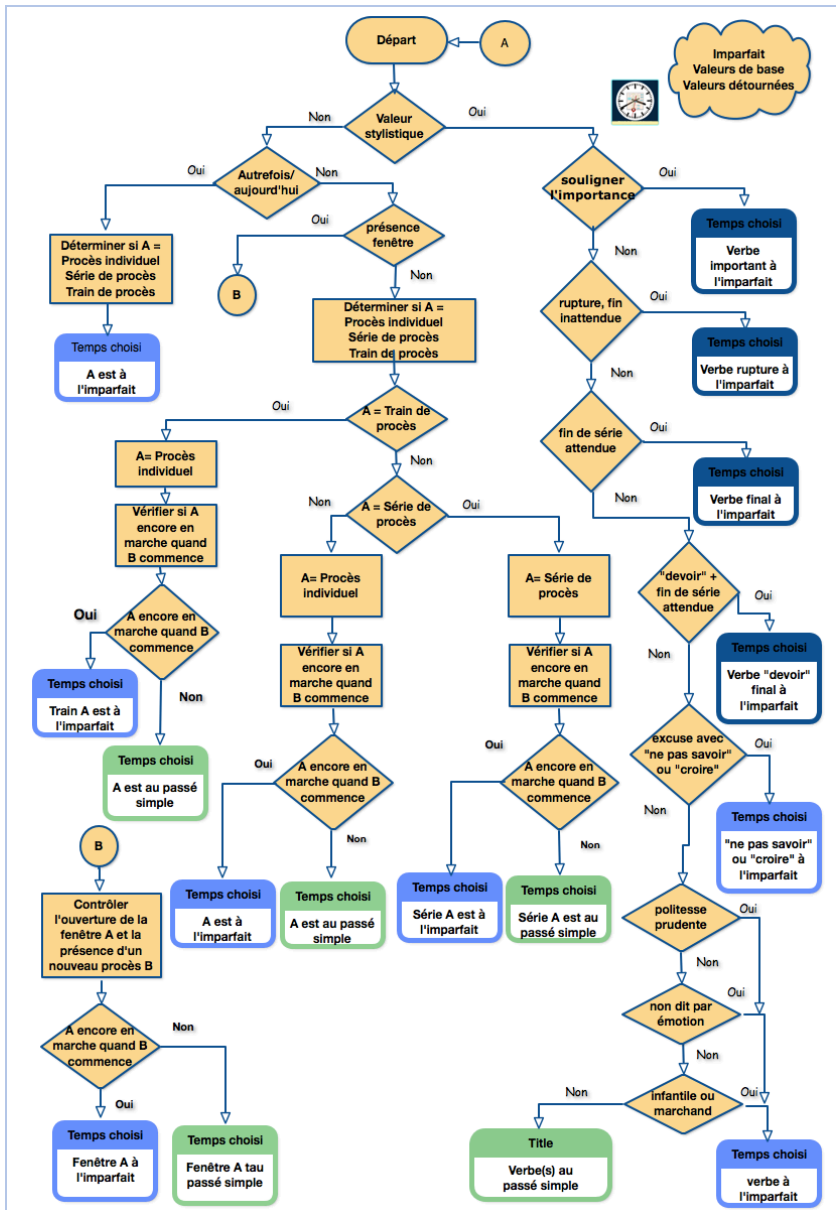 Départ
A
Imparfait
Valeurs de base
Valeurs détournées
Non
Valeur
stylistique
Oui
Oui
Autrefois/
aujourd'hui
Non
souligner
l'importance
Oui
Temps choisi
Verbe
important à
l'imparfait
Déterminer si A =
Procès individuel
Série de procès
Train de procès
Oui
présence
fenêtre
Non
B
Non
Déterminer si A =
Procès individuel
Série de procès
Train de procès
rupture, fin
inattendue
Oui
Temps choisi
Verbe rupture à
l'imparfait
Temps choisi
A est à
l'imparfait
Non
Oui
A = Train de
procès
Non
fin de série
attendue
Oui
Temps choisi
Verbe final à
l'imparfait
Non
A= Procès
individuel
Vérifier si A
encore en
marche quand
B commence
Non
A = Série de
procès
Oui
A= Procès
individuel
A= Série de
procès
"devoir" +
fin de série
attendue
Oui
Temps choisi
Verbe "devoir"
final à
l'imparfait
Non
Oui
A encore en
marche quand B
commence
Non
Temps choisi
Train A est à
l'imparfait
Temps choisi
A est au passé
simple
Vérifier si A
encore en
marche quand
B commence
Vérifier si A
encore en
marche quand
B commence
Oui
A encore en
marche quand B
commence
Non
Oui
A encore en
marche quand B
commence
Non
excuse avec
"ne pas savoir"
ou "croire"
Oui
Non
Temps choisi
"ne pas savoir"
ou "croire" à
l'imparfait
Temps choisi
A est à
l'imparfait
Temps choisi
A est au passé
simple
Temps choisi
Série A est à
l'imparfait
Temps choisi
Série A est au
passé simple
B
Contrôler
l'ouverture de la
fenêtre A et la
présence d'un
nouveau procès B
A encore en
marche quand B
commence
Non
Oui
Temps choisi
Fenêtre A à
l'imparfait
Temps choisi
Fenêtre A tau
passé simple
politesse
prudente
Oui
Non
non dit par
émotion
Oui
Non
infantile ou
marchand
Oui
Non
Title
Verbe(s) au
passé simple
Temps choisi
verbe à
l'imparfait